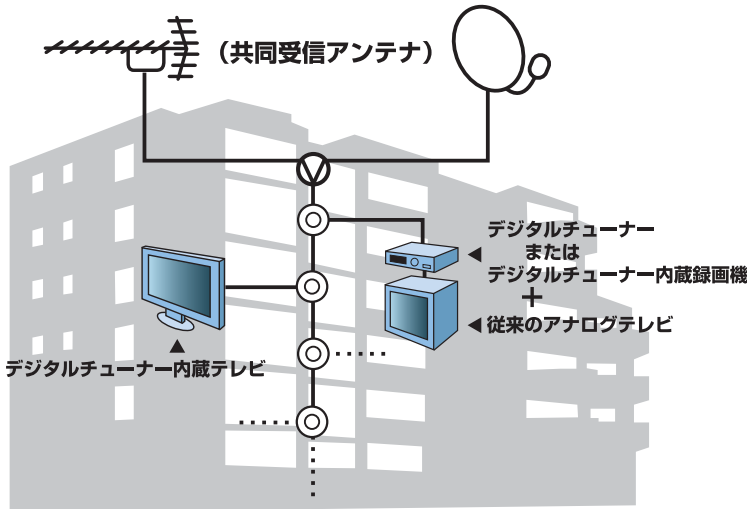 （共同受信アンテナ）
デジタルチューナー
または
デジタルチューナー内蔵録画機
＋
従来のアナログテレビ
デジタルチューナー内蔵テレビ